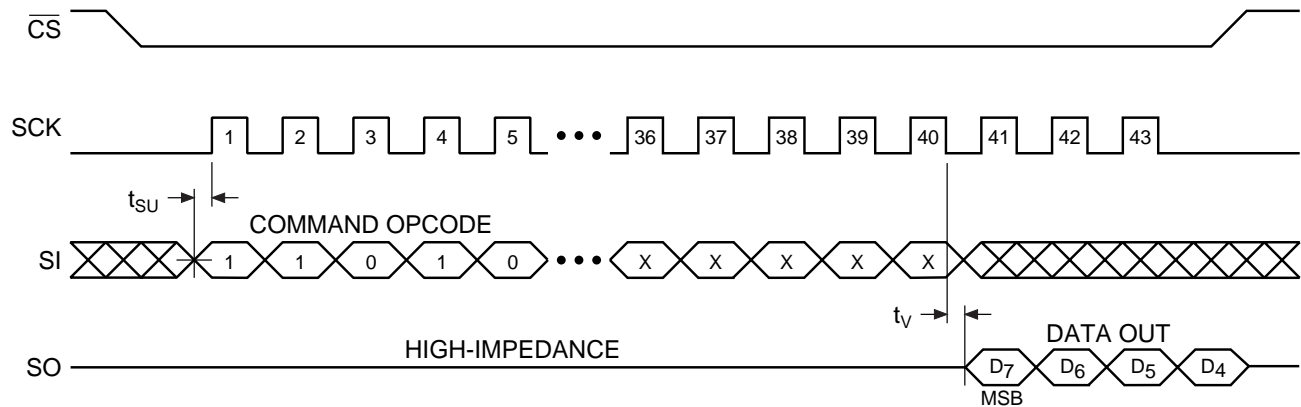 CS
SCK
1 2 3 4 5 ••• 36 37 38 39 40 41 42 43
tSU
COMMAND OPCODE
SI
1 1 0 1 0 ••• X X X X X
tV
DATA OUT
HIGH-IMPEDANCE
SO
D7 D6 D5 D4
MSB